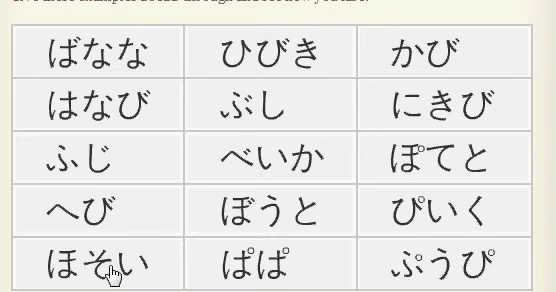 ばなな ひびき かび
はなび ぶし にきび
ふじ べいか ぽてと
へび ぼうと ぴいく
ほそい ぱぱ ぷうぴ